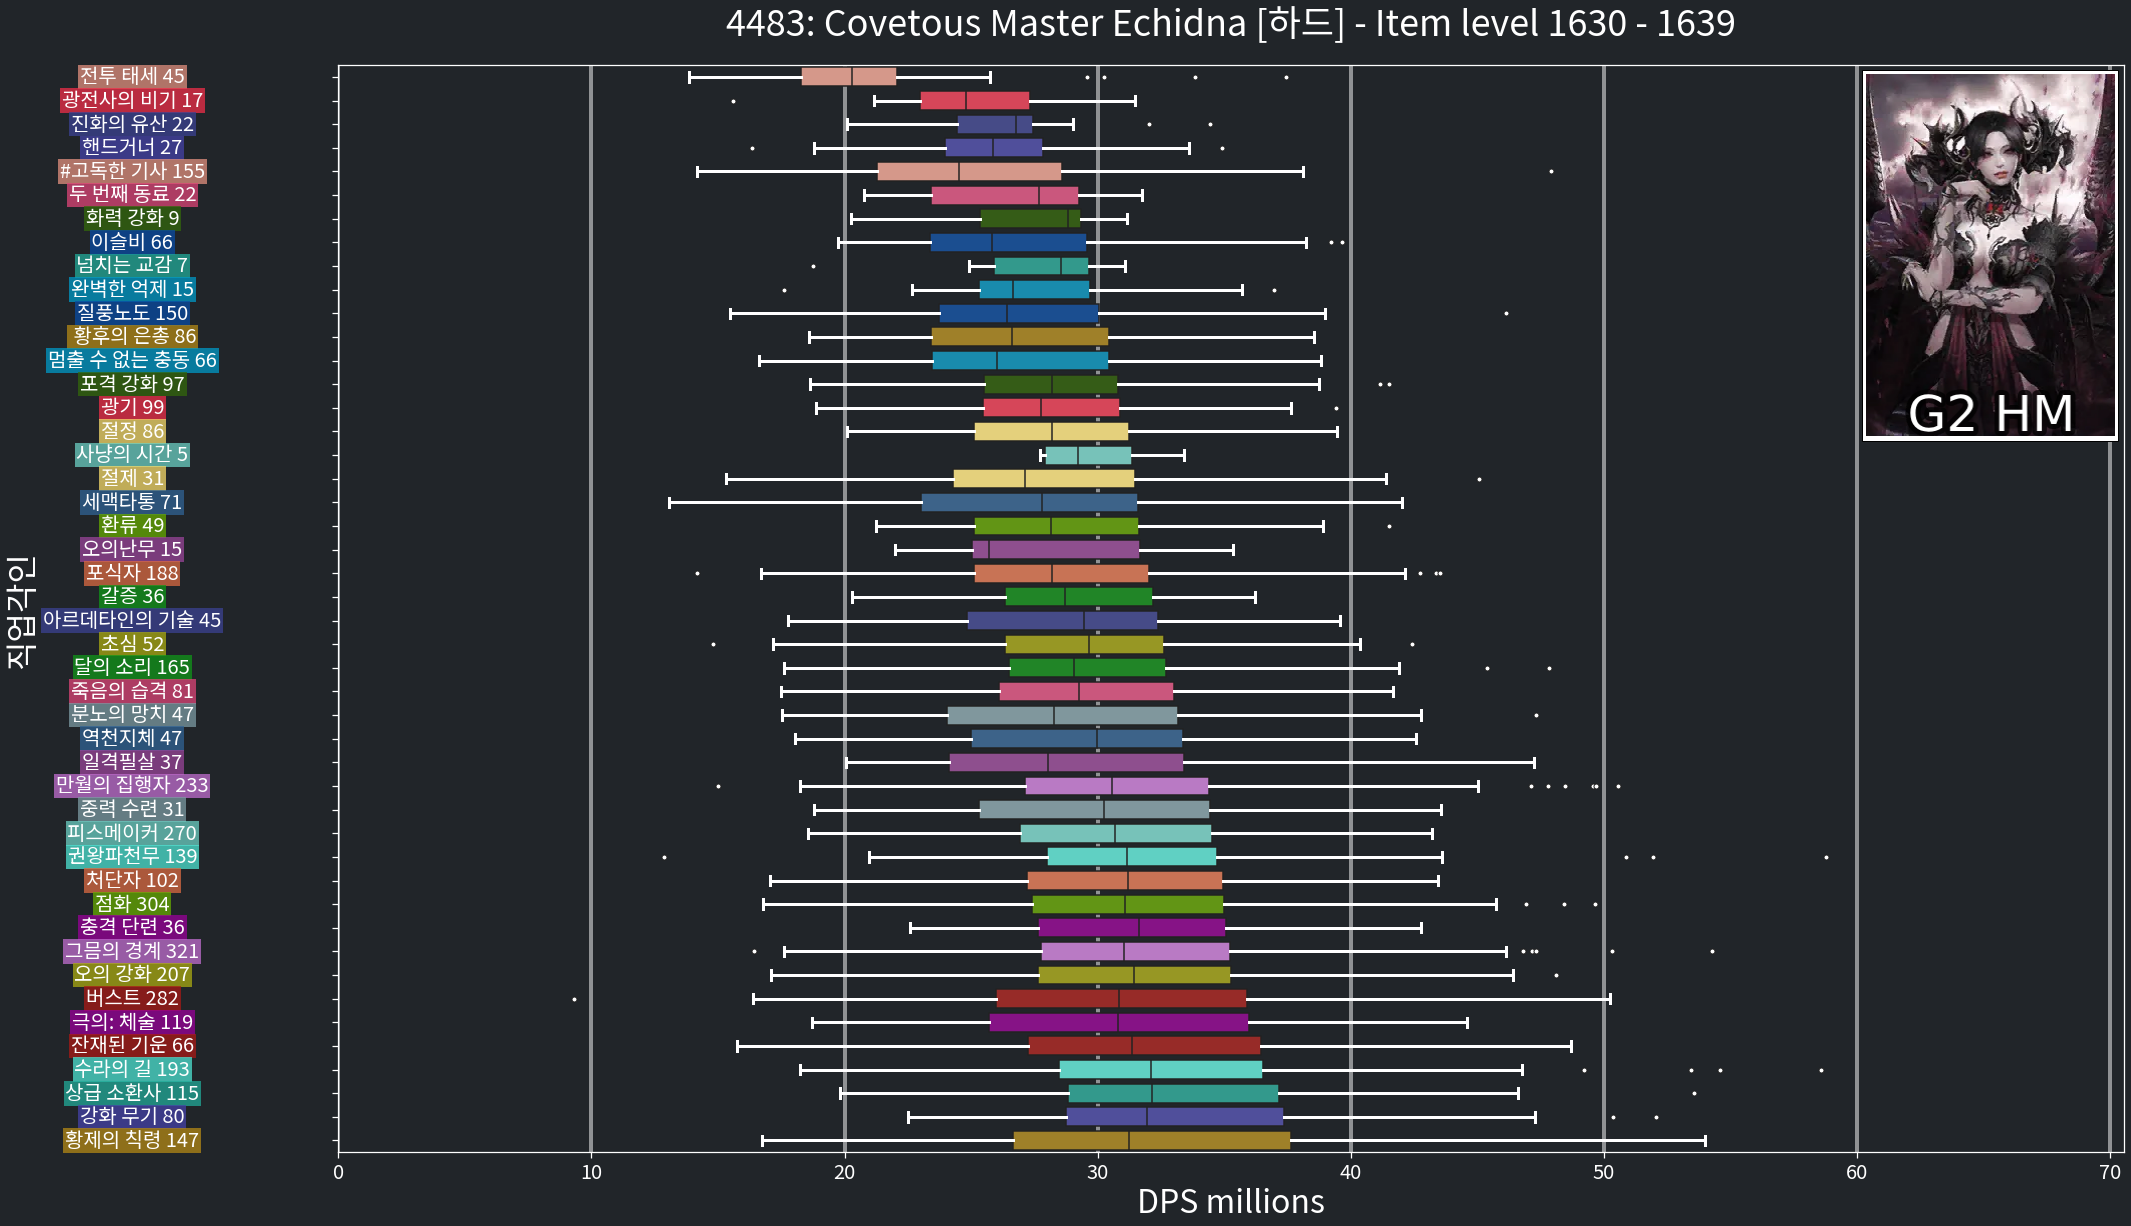 4483: Covetous Master Echidna [하드] - Item level 1630 - 1639
전투 태세 45
광전사의 비기 17
진화의 유산 22
핸드거너 27
#고독한 기사 155
두 번째 동료 22
화력 강화 9
이슬비 66
넘치는 교감 7
완벽한 억제 15
질풍노도 150
황후의 은총 86
멈출 수 없는 충동 66
포격 강화 97
광기 99
절정 86
사냥의 시간 5
절제 31
세맥타통 71
환류 49
오의난무 15
포식자 188
갈증 36
아르데타인의 기술 45
초심 52
달의 소리 165
죽음의 습격 81
분노의 망치 47
역천지체 47
일격필살 37
만월의 집행자 233
중력 수련 31
피스메이커 270
권왕파천무 139
처단자 102
점화 304
충격 단련 36
그믐의 경계 321
오의 강화 207
버스트 282
극의: 체술 119
잔재된 기운 66
수라의 길 193
상급 소환사 115
강화 무기 80
황제의 칙령 147
직업각인
G2 HM
0 10 20 30 40 50 60 70
DPS millions